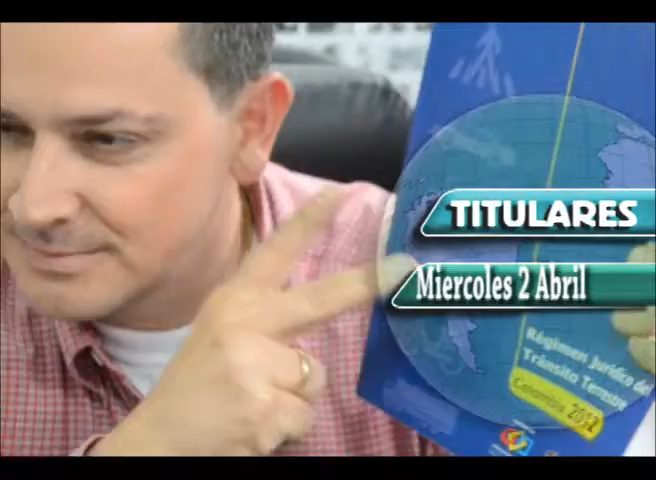 TITULARES
Miercoles 2 Abril
Régimen Jurídico del
Tránsito Terrestre
Colombia 2012